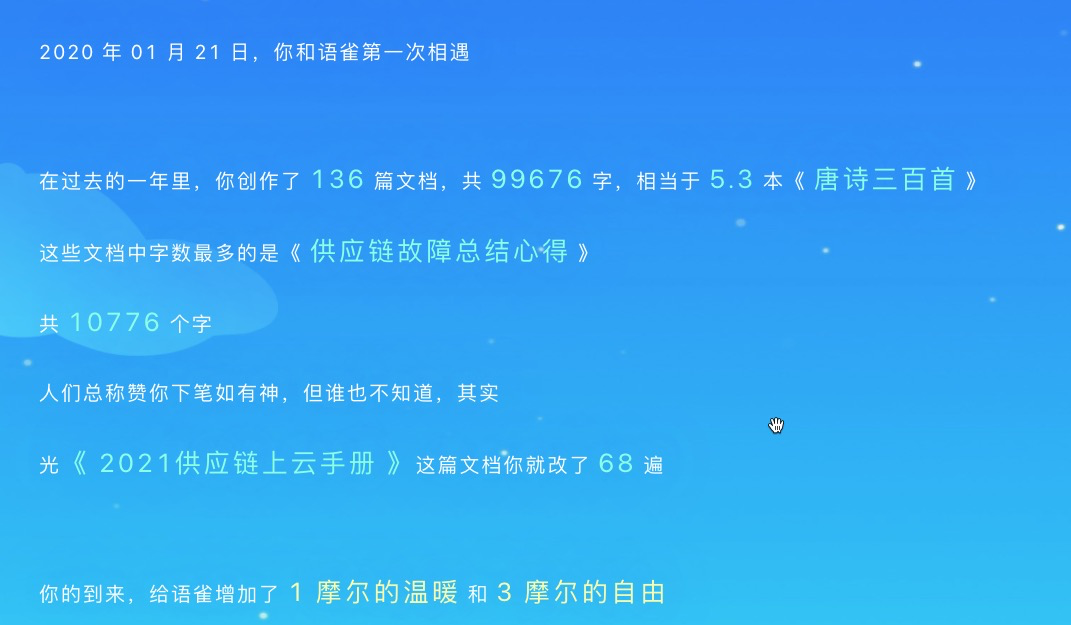 2020 年 01 月 21 日，你和语雀第一次相遇
在过去的一年里，你创作了 136 篇文档，共 99676 字，相当于 5.3 本《 唐诗三百首 》
这些文档中字数最多的是《 供应链故障总结心得 》
共 10776 个字
人们总称赞你下笔如有神，但谁也不知道，其实
光《 2021供应链上云手册 》这篇文档你就改了 68 遍
你的到来，给语雀增加了 1 摩尔的温暖 和 3 摩尔的自由